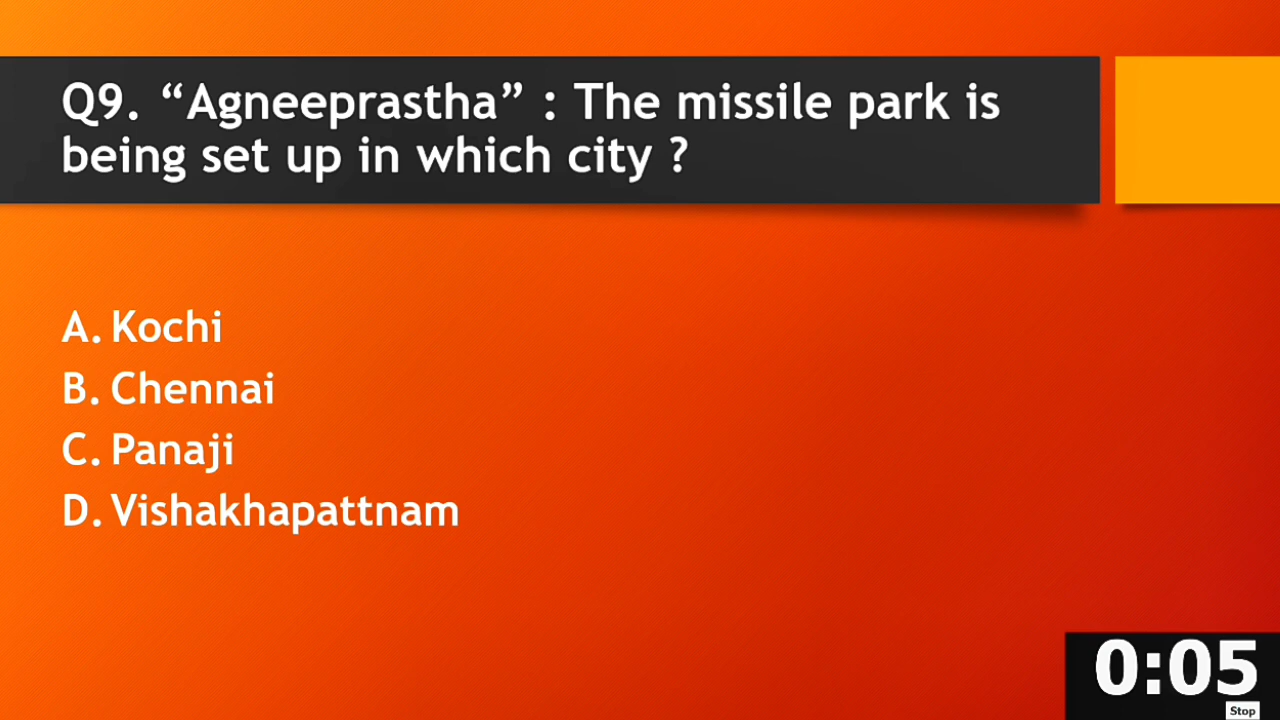 Q9. “Agneeprastha” : The missile park is
being set up in which city ?
A. Kochi
B. Chennai
C. Panaji
D. Vishakhapattnam
0:05
Stop